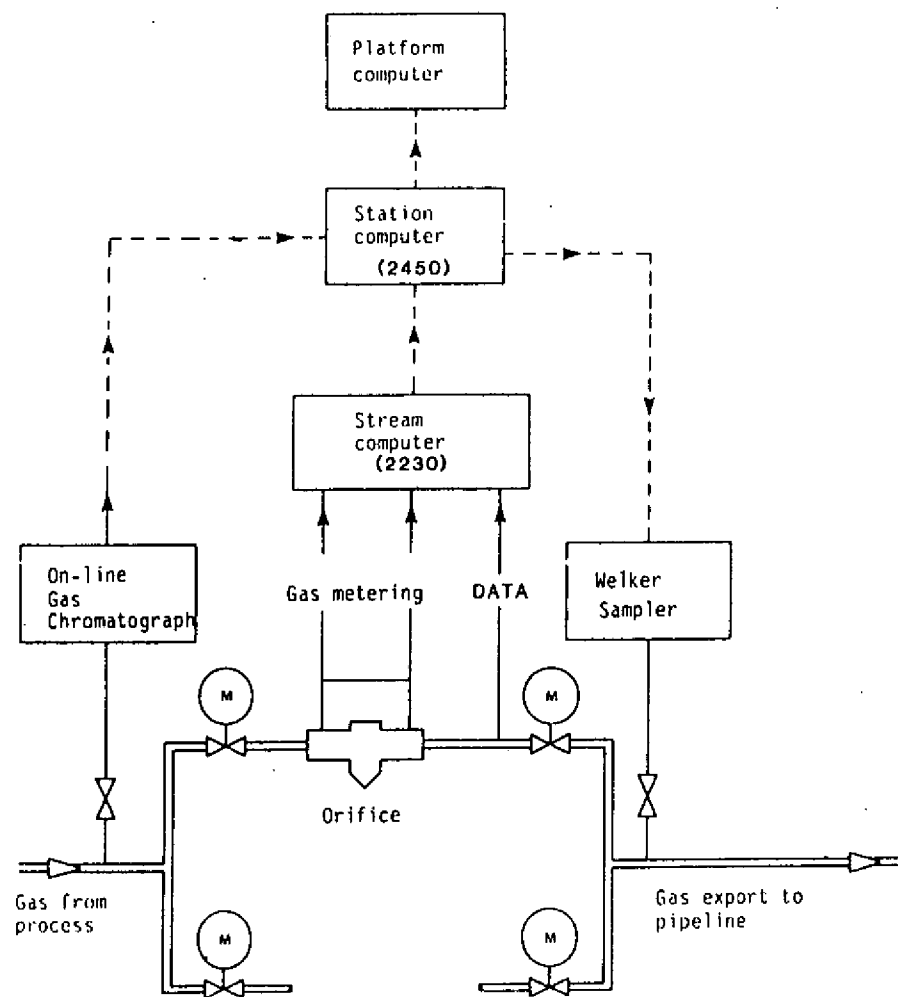 Platform
computer
Station
computer
(2450)
Stream
computer
(2230)
On-line
Gas
Chromatograph
Gas metering
DATA
Welker
Sampler
M
M
Orifice
Gas from
process
Gas export to
pipeline
M
M